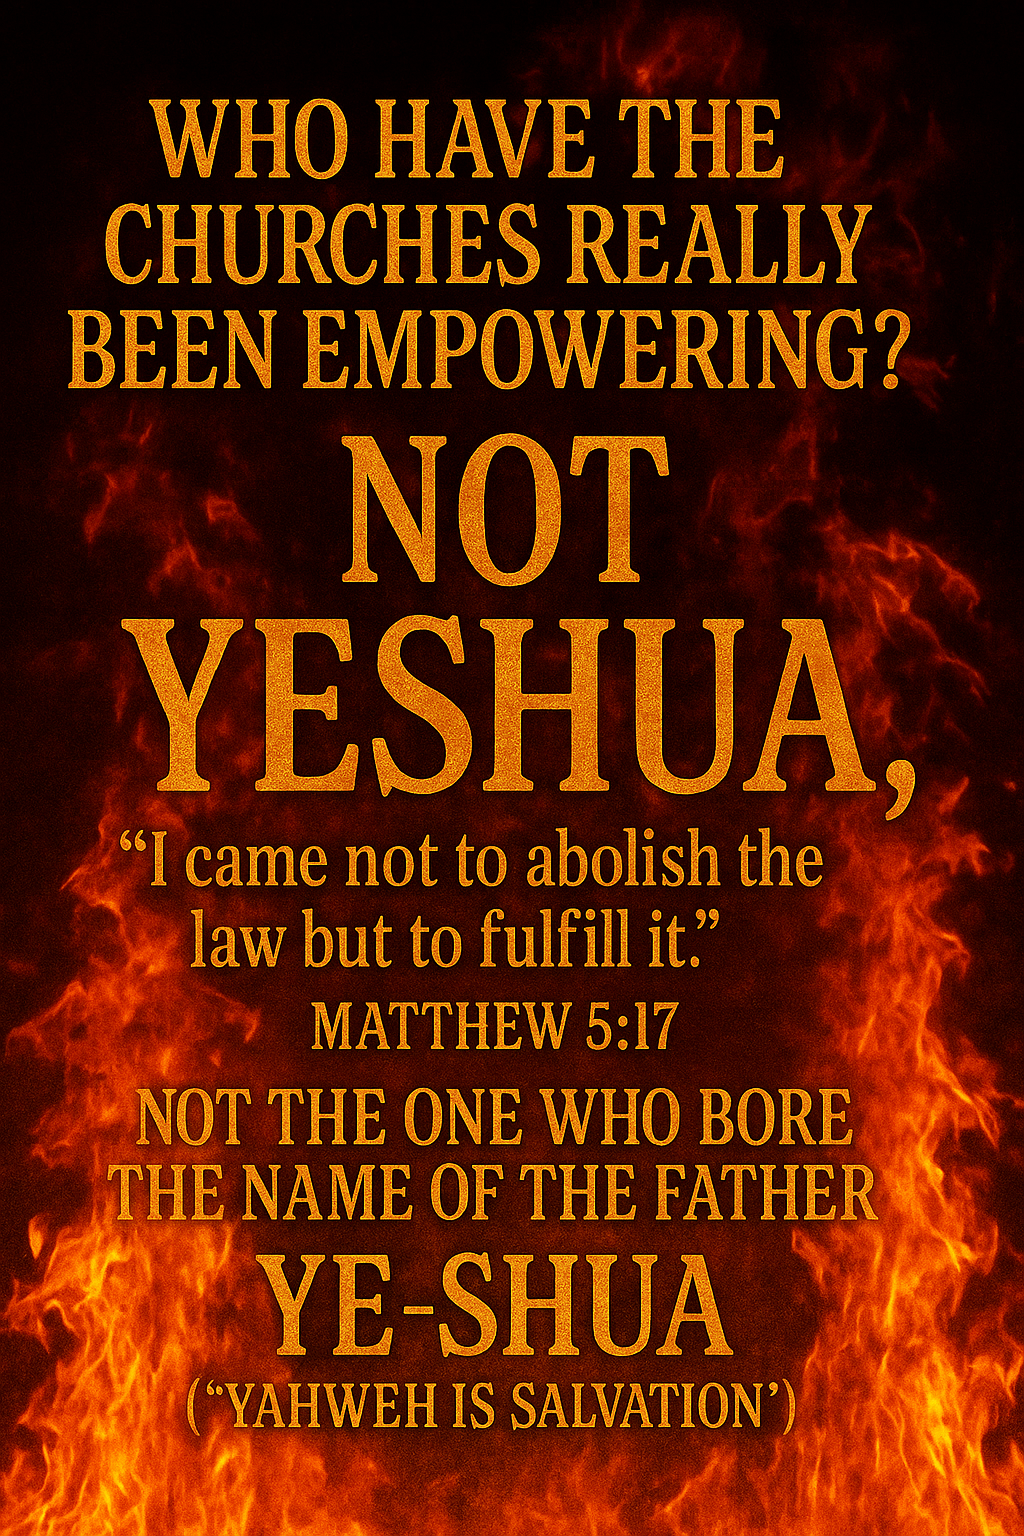 WHO HAVE THE
CHURCHES REALLY
BEEN EMPOWERING?
NOT
YESHUA,
“I came not to abolish the
law but to fulfill it.”
MATTHEW 5:17
NOT THE ONE WHO BORE
THE NAME OF THE FATHER
YE-SHUA
(“YAHWEH IS SALVATION’)